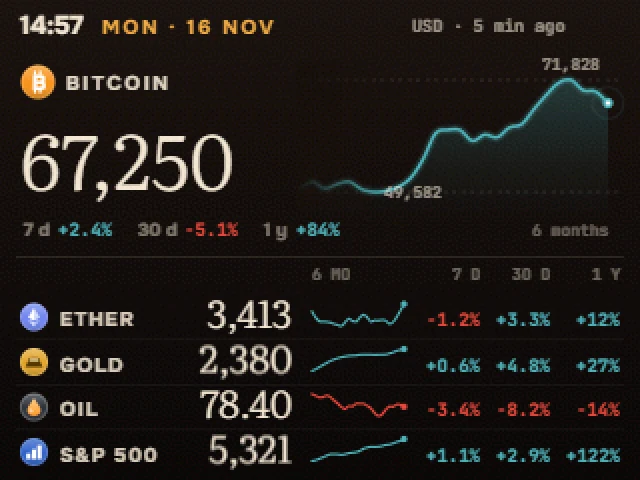 14:57 MON · 16 NOV USD · 5 min ago
71,828
BITCOIN
67,250
49,582
7 d +2.4% 30 d -5.1% 1 y +84% 6 months
6 MO 7 D 30 D 1 Y
ETHER 3,413 -1.2% +3.3% +12%
GOLD 2,380 +0.6% +4.8% +27%
OIL 78.40 -3.4% -8.2% -14%
S&P 500 5,321 +1.1% +2.9% +122%